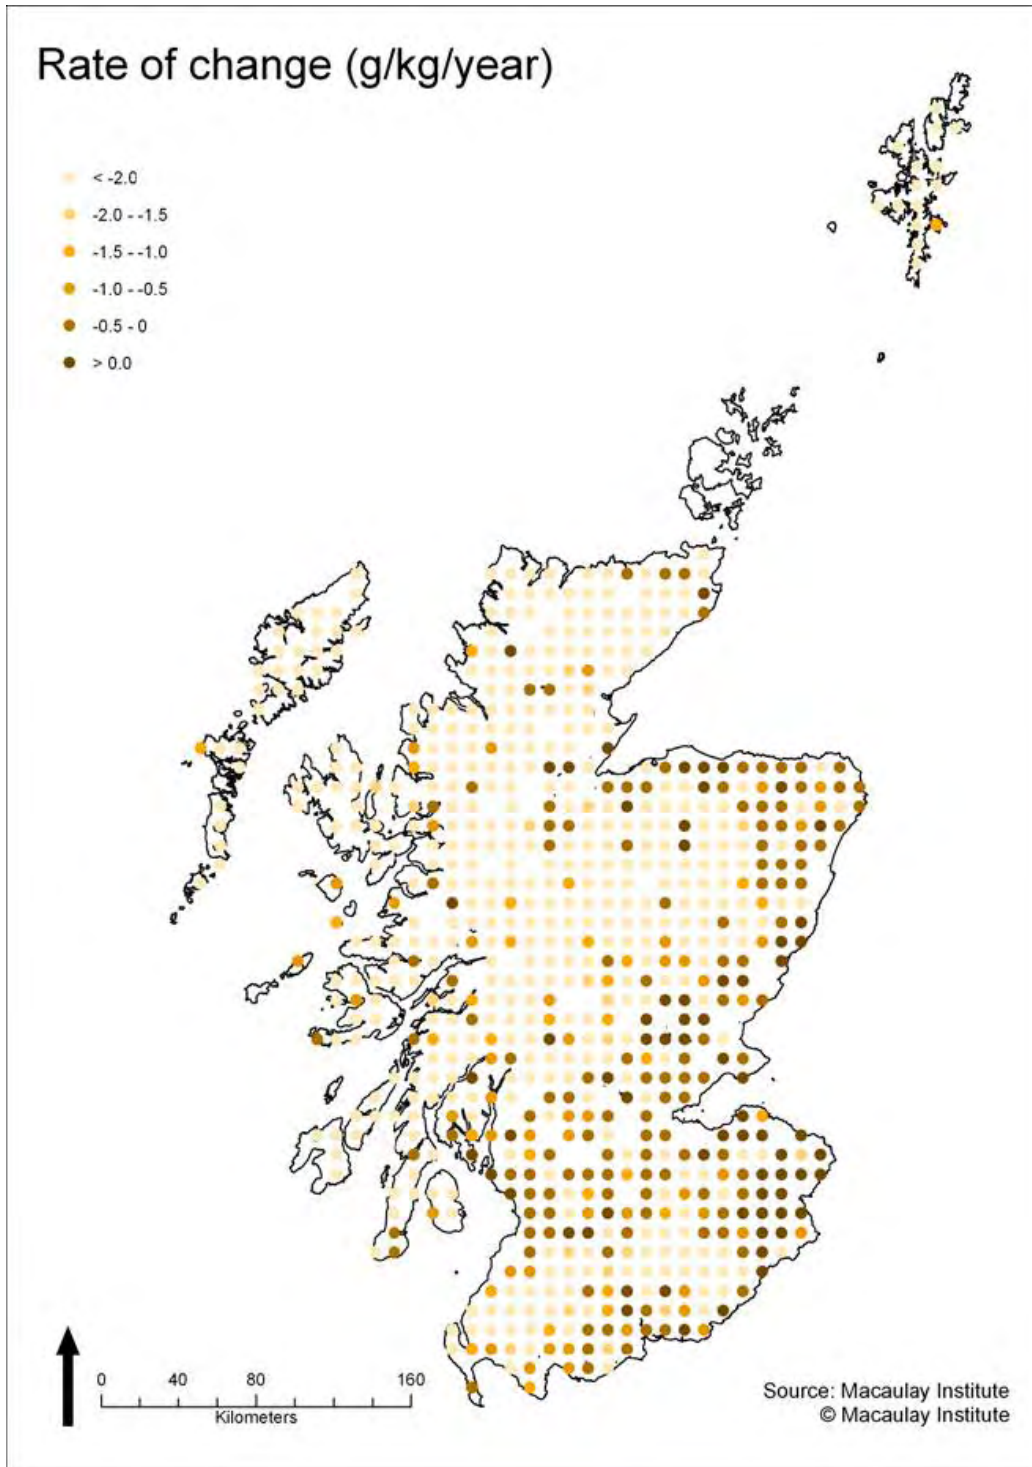 Rate of change (g/kg/year)
< -2.0
-2.0 - -1.5
-1.5 - -1.0
-1.0 - -0.5
-0.5 - 0
> 0.0
0 40 80 160
Kilometers
Source: Macaulay Institute
© Macaulay Institute